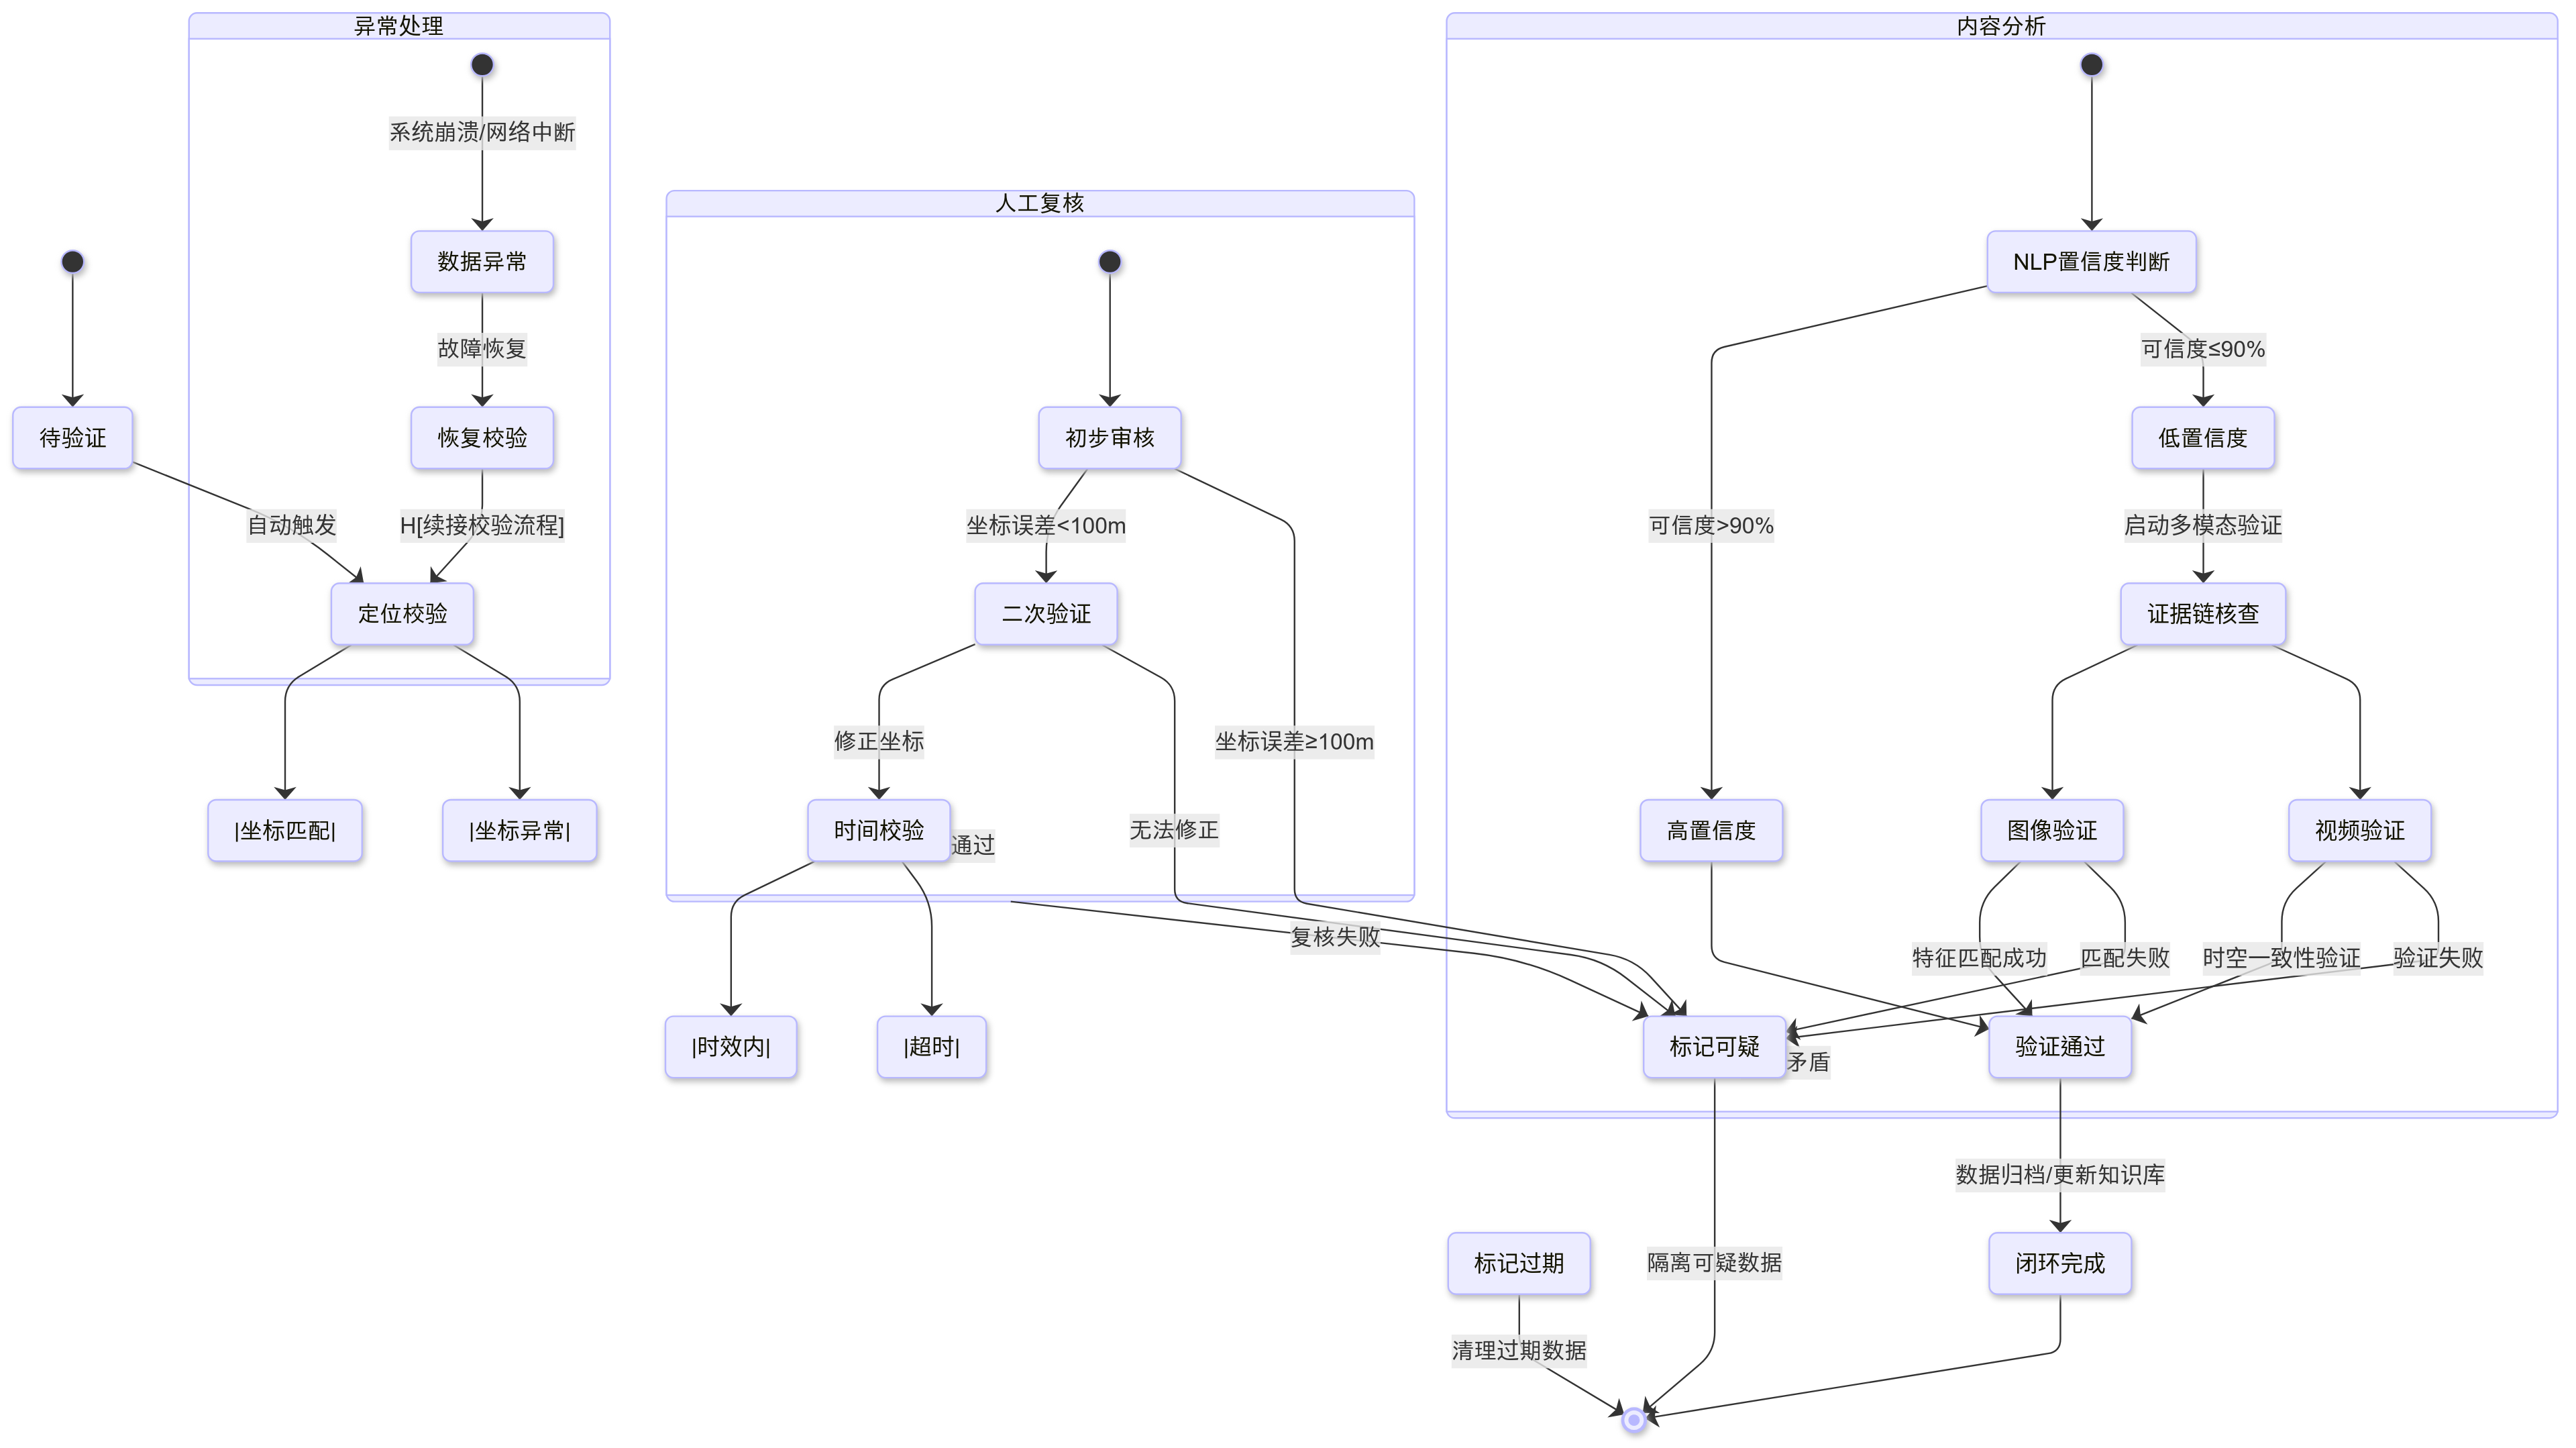 异常处理
系统崩溃/网络中断
数据异常
故障恢复
恢复校验
待验证
自动触发
H[续接校验流程]
定位校验
|坐标匹配|
|坐标异常|
人工复核
初步审核
坐标误差<100m
二次验证
修正坐标
坐标误差≥100m
无法修正
时间校验
通过
复核失败
|时效内|
|超时|
内容分析
NLP置信度判断
可信度≤90%
低置信度
可信度>90%
启动多模态验证
证据链核查
高置信度
图像验证
视频验证
特征匹配成功
匹配失败
时空一致性验证
验证失败
标记可疑
矛盾
验证通过
数据归档/更新知识库
标记过期
隔离可疑数据
闭环完成
清理过期数据